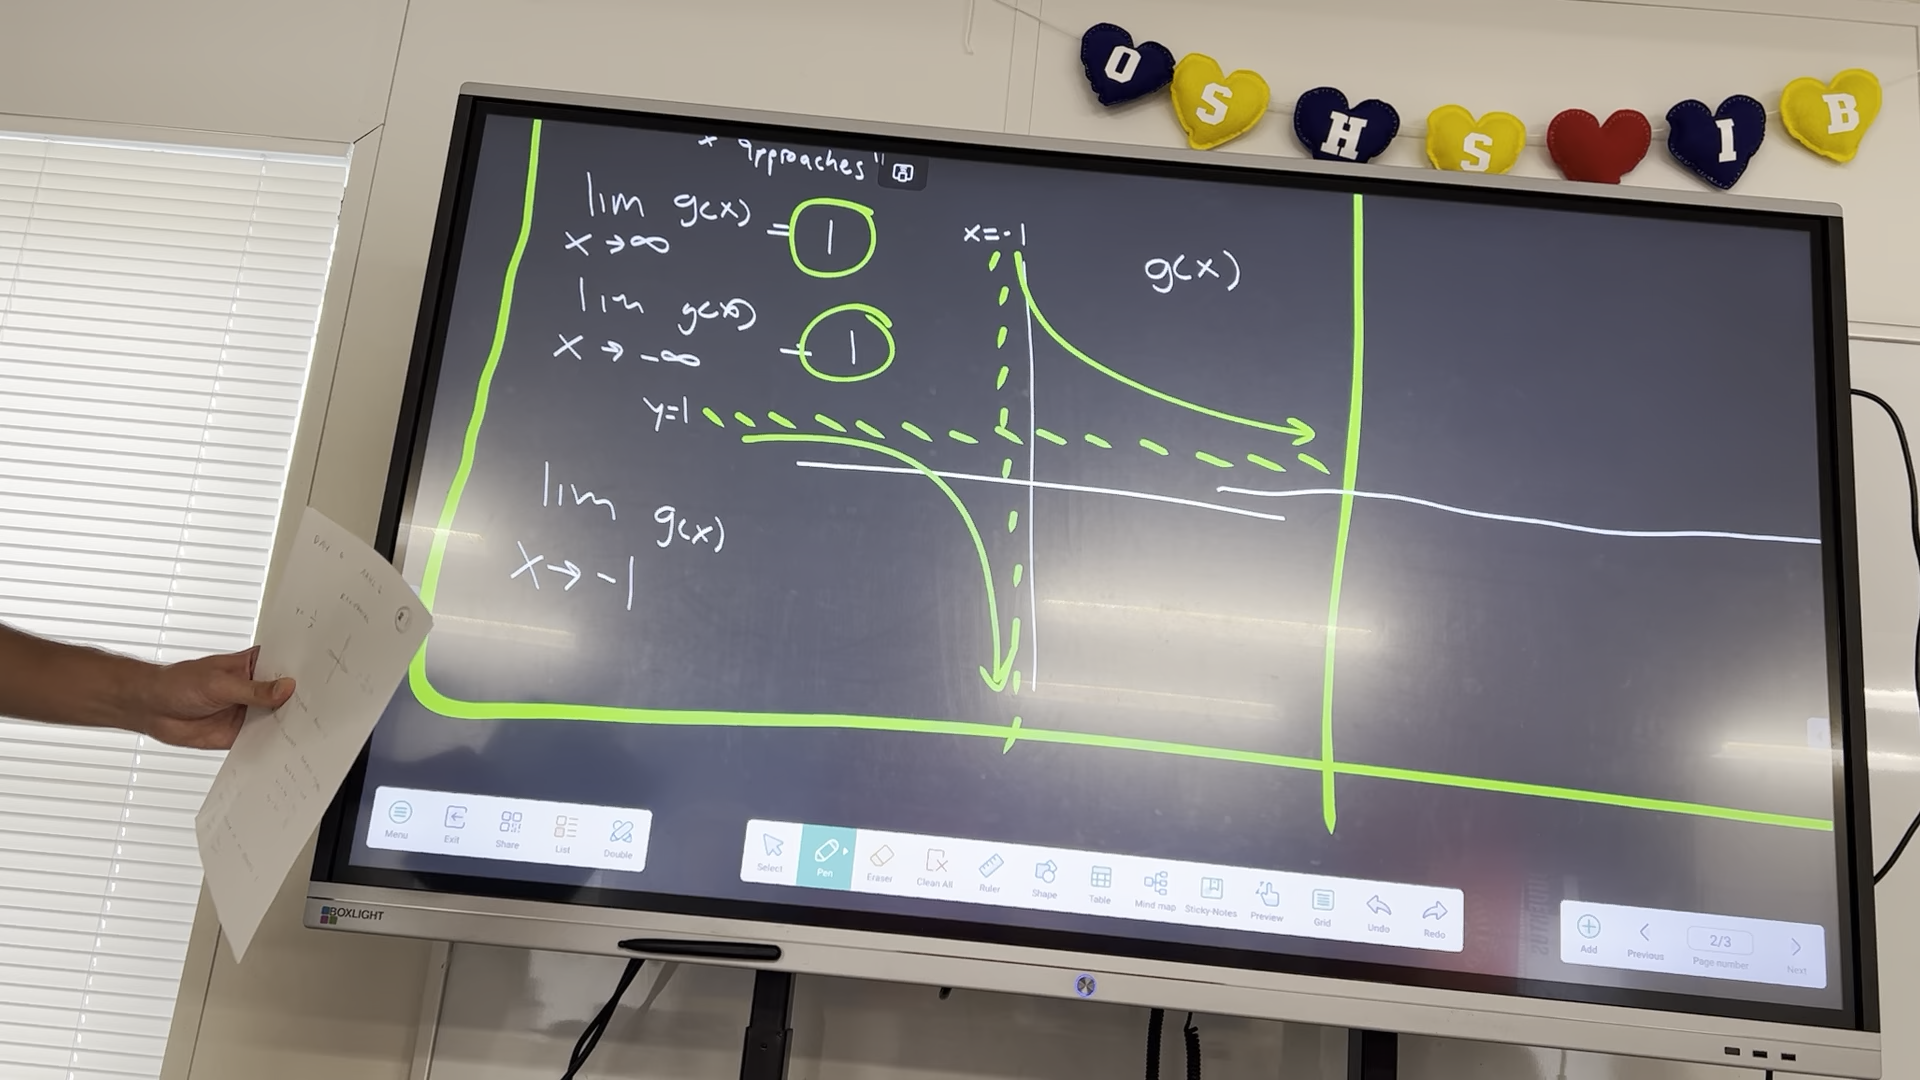 O S H S I B
x approaches"
lim g(x) = 1
x→∞
lim g(x) = 1
x→-∞
y=1
lim g(x)
x→-1
x=-1
g(x)
DAY
Menu Exit Share List Double
Select Pen Eraser Clean All Ruler Shape Table Mind map Sticky-Notes Preview Grid Undo Redo
Add Previous 2/3 Page number Next
BOXLIGHT